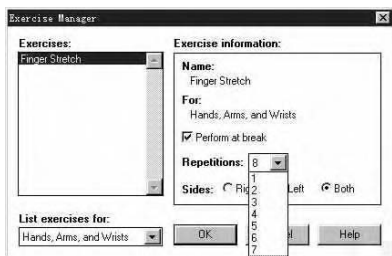 Exercise Manager
Exercises:
Finger Stretch
List exercises for:
Hands, Arms, and Wrists
Exercise information:
Name:
Finger Stretch
For:
Hands, Arms, and Wrists
Perform at break
Repetitions: 8
1
2
3
4
5
6
7
Sides: Left Both
OK Help